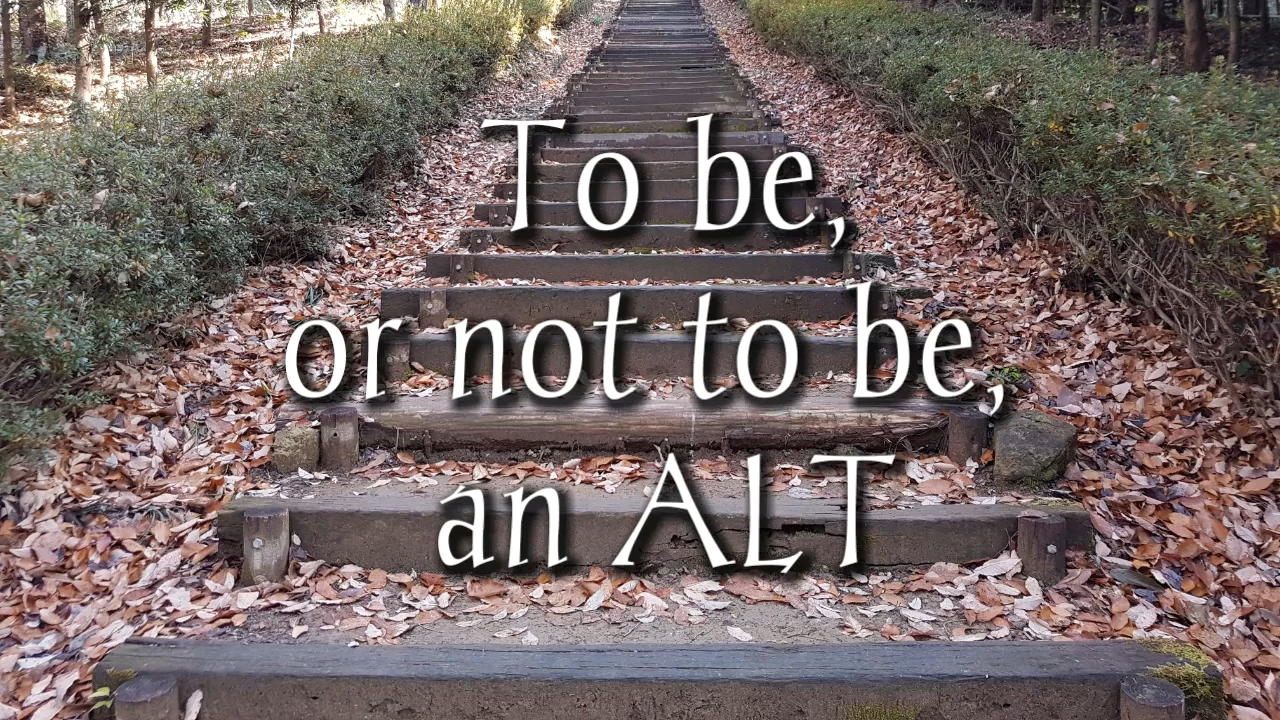 To be,
or not to be,
an ALT